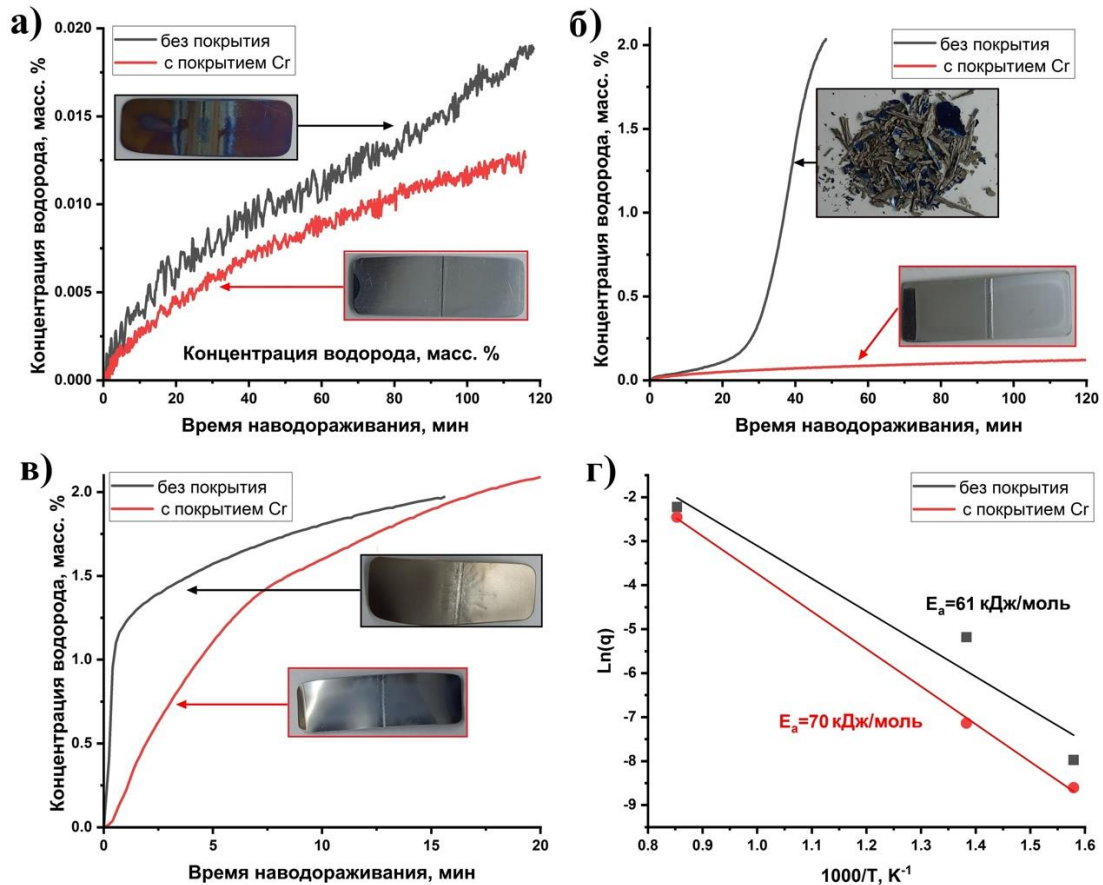 а)
без покрытия
с покрытием Cr
Концентрация водорода, масс. %
0.020
0.015
0.010
0.005
0.000
Концентрация водорода, масс. %
0 20 40 60 80 100 120
Время наводораживания, мин
б)
без покрытия
с покрытием Cr
Концентрация водорода, масс. %
2.0
1.5
1.0
0.5
0.0
0 20 40 60 80 100 120
Время наводораживания, мин
в)
без покрытия
с покрытием Cr
Концентрация водорода, масс. %
2.0
1.5
1.0
0.5
0.0
0 5 10 15 20
Время наводораживания, мин
г)
без покрытия
с покрытием Cr
Ln(q)
-2
-3
-4
-5
-6
-7
-8
-9
Eₐ=61 кДж/моль
Eₐ=70 кДж/моль
0.8 0.9 1.0 1.1 1.2 1.3 1.4 1.5 1.6
1000/T, K⁻¹